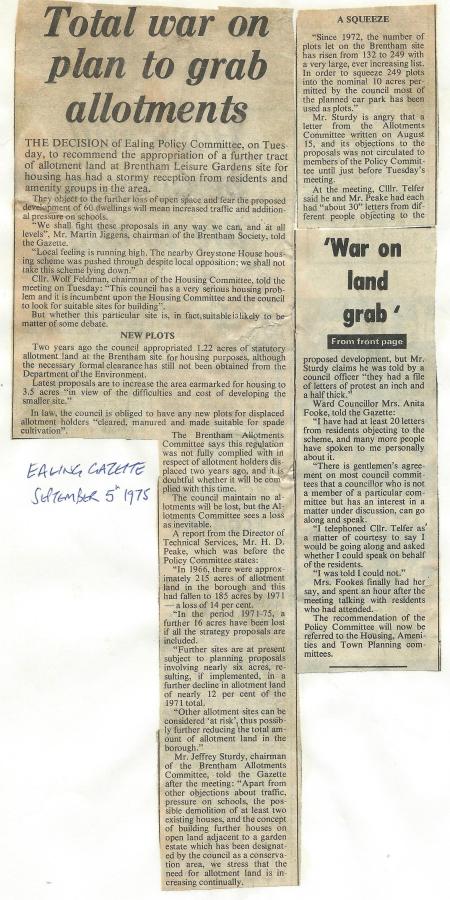 Total war on
plan to grab
allotments
THE DECISION of Ealing Policy Committee, on Tues-
day, to recommend the appropriation of a further tract
of allotment land at Brentham Leisure Gardens site for
housing has had a stormy reception from residents and
amenity groups in the area.
They object to the further loss of open space and fear the proposed
development of 60 dwellings will mean increased traffic and addition-
al pressure on schools.
"We shall fight these proposals in any way we can, and at all
levels", Mr. Martin Jiggens, chairman of the Brentham Society, told
the Gazette.
"Local feeling is running high. The nearby Greystone House hous-
ing scheme was pushed through despite local opposition; we shall not
take this scheme lying down."
Cllr. Wolf Feldman, chairman of the Housing Committee, told the
meeting on Tuesday: "This council has a very serious housing prob-
lem and it is incumbent upon the Housing Committee and the council
to look for suitable sites for building".
But whether this particular site is, in fact, suitable is likely to be
matter of some debate.
NEW PLOTS
Two years ago the council appropriated 1.22 acres of statutory
allotment land at the Brentham site for housing purposes, although
the necessary formal clearance has still not been obtained from the
Department of the Environment.
Latest proposals are to increase the area earmarked for housing to
3.5 acres "in view of the difficulties and cost of developing the
smaller site."
In law, the council is obliged to have any new plots for displaced
allotment holders "cleared, manured and made suitable for spade
cultivation".
The Brentham Allotments
Committee says this regulation
was not fully complied with in
respect of allotment holders dis-
placed two years ago, and it is
doubtful whether it will be com-
plied with this time.
The council maintain no al-
lotments will be lost, but the Al-
lotments Committee sees a loss
as inevitable.
A report from the Director of
Technical Services, Mr. H. D.
Peake, which was before the
Policy Committee states:
"In 1966, there were approx-
imately 215 acres of allotment
land in the borough and this
had fallen to 185 acres by 1971
— a loss of 14 per cent.
"In the period 1971-75, a
further 16 acres have been lost
if all the strategy proposals are
included.
"Further sites are at present
subject to planning proposals
involving nearly six acres, re-
sulting, if implemented, in a
further decline in allotment land
of nearly 12 per cent of the
1971 total.
"Other allotment sites can be
considered 'at risk', thus possib-
ly further reducing the total am-
ount of allotment land in the
borough."
Mr. Jeffrey Sturdy, chairman
of the Brentham Allotments
Committee, told the Gazette
after the meeting: "Apart from
other objections about traffic,
pressure on schools, the pos-
sible demolition of at least two
existing houses, and the concept
of building further houses on
open land adjacent to a garden
estate which has been designat-
ed by the council as a conserva-
tion area, we stress that the
need for allotment land is in-
creasing continually.
A SQUEEZE
"Since 1972, the number of
plots let on the Brentham site
has risen from 132 to 249 with
a very large, ever increasing list.
In order to squeeze 249 plots
into the nominal 10 acres per-
mitted by the council most of
the planned car park has been
used as plots."
Mr. Sturdy is angry that a
letter from the Allotments
Committee written on August
15, and its objections to the
proposals was not circulated to
members of the Policy Commit-
tee until just before Tuesday's
meeting.
At the meeting, Cllr. Telfer
said he and Mr. Peake had each
had "about 30" letters from dif-
ferent people objecting to the
'War on
land
grab'
From front page
proposed development, but Mr.
Sturdy claims he was told by a
council officer "they had a file
of letters of protest an inch and
a half thick."
Ward Councillor Mrs. Anita
Fooke, told the Gazette:
"I have had at least 20 letters
from residents objecting to the
scheme, and many more people
have spoken to me personally
about it.
"There is gentlemen's agree-
ment on most council commit-
tees that a councillor who is not
a member of a particular com-
mittee but has an interest in a
matter under discussion, can go
along and speak.
"I telephoned Cllr. Telfer as
a matter of courtesy to say I
would be going along and asked
whether I could speak on behalf
of the residents.
"I was told I could not."
Mrs. Fookes finally had her
say, and spent an hour after the
meeting talking with residents
who had attended.
The recommendation of the
Policy Committee will now be
referred to the Housing, Ameni-
ties and Town Planning com-
mittees.
EALING GAZETTE
SEPTEMBER 5th 1975